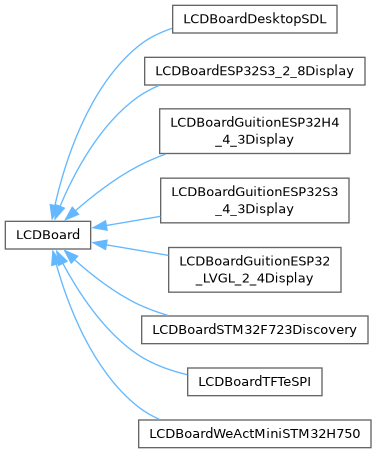 LCDBoardDesktopSDL
LCDBoardESP32S3_2_8Display
LCDBoardGuitionESP32H4
_4_3Display
LCDBoardGuitionESP32S3
_4_3Display
LCDBoard
LCDBoardGuitionESP32
_LVGL_2_4Display
LCDBoardSTM32F723Discovery
LCDBoardTFTeSPI
LCDBoardWeActMiniSTM32H750